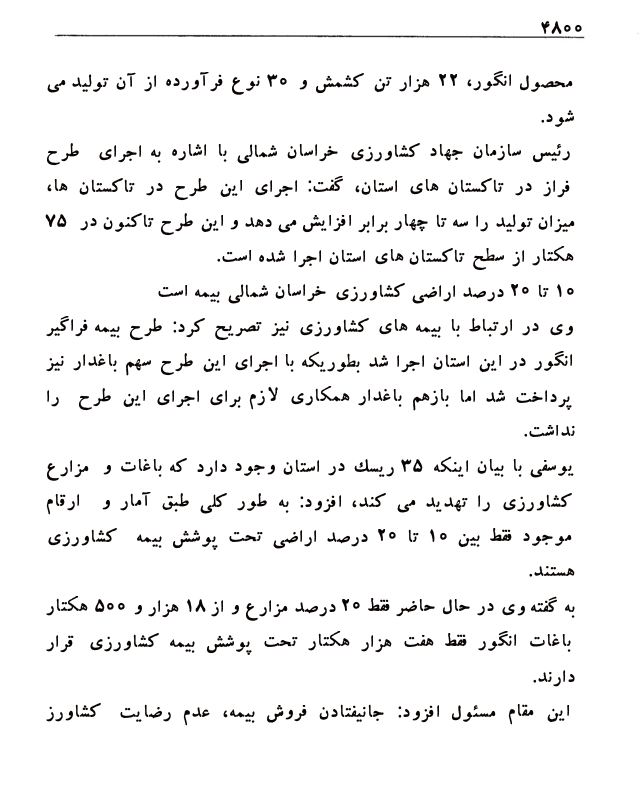 ۴۸۰۰
محصول انگور، ۲۲ هزار تن کشمش و ۳۰ نوع فرآورده از آن تولید می
شود.
رئیس سازمان جهاد کشاورزی خراسان شمالی با اشاره به اجرای طرح
فراز در تاکستان های استان، گفت: اجرای این طرح در تاکستان ها،
میزان تولید را سه تا چهار برابر افزایش می دهد و این طرح تاکنون در ۷۵
هکتار از سطح تاکستان های استان اجرا شده است.
۱۰ تا ۲۰ درصد اراضی کشاورزی خراسان شمالی بیمه است
وی در ارتباط با بیمه های کشاورزی نیز تصریح کرد: طرح بیمه فراگیر
انگور در این استان اجرا شد بطوریکه با اجرای این طرح سهم باغدار نیز
پرداخت شد اما بازهم باغدار همکاری لازم برای اجرای این طرح را
نداشت.
یوسفی با بیان اینکه ۳۵ ریسک در استان وجود دارد که باغات و مزارع
کشاورزی را تهدید می کند، افزود: به طور کلی طبق آمار و ارقام
موجود فقط بین ۱۰ تا ۲۰ درصد اراضی تحت پوشش بیمه کشاورزی
هستند.
به گفته وی در حال حاضر فقط ۲۰ درصد مزارع و از ۱۸ هزار و ۵۰۰ هکتار
باغات انگور فقط هفت هزار هکتار تحت پوشش بیمه کشاورزی قرار
دارند.
این مقام مسئول افزود: جانیفتادن فروش بیمه، عدم رضایت کشاورز